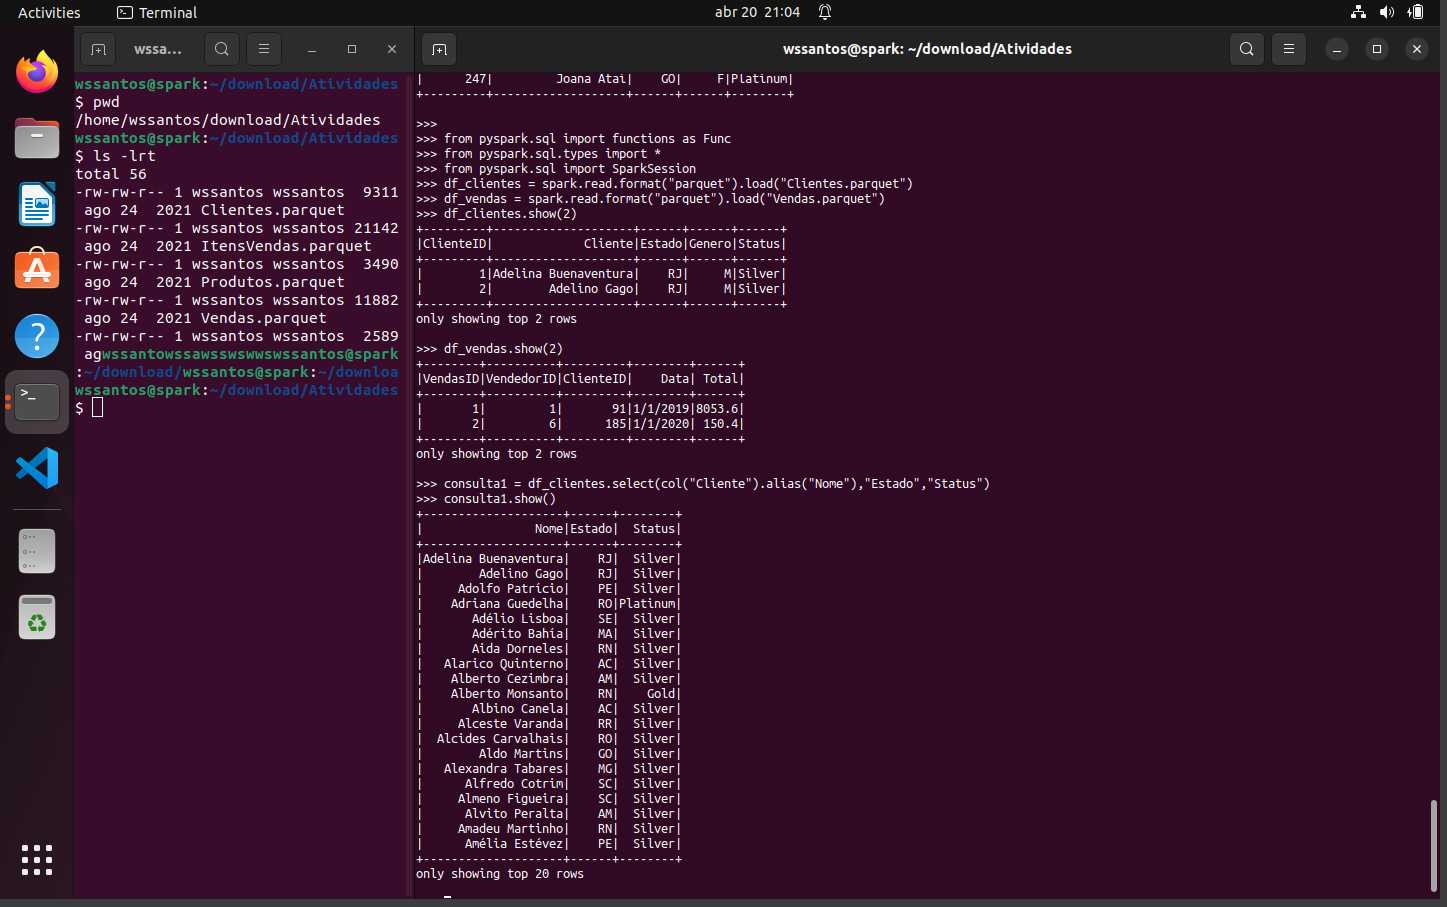 Activities Terminal abr 20 21:04
wssa...
wssantos@spark:~/download/Atividades
$ pwd
/home/wssantos/download/Atividades
wssantos@spark:~/download/Atividades
$ ls -lrt
total 56
-rw-rw-r-- 1 wssantos wssantos  9311
 ago 24  2021 Clientes.parquet
-rw-rw-r-- 1 wssantos wssantos 21142
 ago 24  2021 ItensVendas.parquet
-rw-rw-r-- 1 wssantos wssantos  3490
 ago 24  2021 Produtos.parquet
-rw-rw-r-- 1 wssantos wssantos 11882
 ago 24  2021 Vendas.parquet
-rw-rw-r-- 1 wssantos wssantos  2589
 agwssantowssawsswswwswssantos@spark
:~/download/wssantos@spark:~/downloa
wssantos@spark:~/download/Atividades
$
wssantos@spark: ~/download/Atividades
|      247|         Joana Ataí|    GO|     F|Platinum|
+---------+-------------------+------+------+--------+
>>>
>>> from pyspark.sql import functions as Func
>>> from pyspark.sql.types import *
>>> from pyspark.sql import SparkSession
>>> df_clientes = spark.read.format("parquet").load("Clientes.parquet")
>>> df_vendas = spark.read.format("parquet").load("Vendas.parquet")
>>> df_clientes.show(2)
+---------+--------------------+------+------+------+
|ClienteID|             Cliente|Estado|Genero|Status|
+---------+--------------------+------+------+------+
|        1|Adelina Buenaventura|    RJ|     M|Silver|
|        2|        Adelino Gago|    RJ|     M|Silver|
+---------+--------------------+------+------+------+
only showing top 2 rows
>>> df_vendas.show(2)
+--------+----------+---------+--------+------+
|VendasID|VendedorID|ClienteID|    Data| Total|
+--------+----------+---------+--------+------+
|       1|         1|       91|1/1/2019|8053.6|
|       2|         6|      185|1/1/2020| 150.4|
+--------+----------+---------+--------+------+
only showing top 2 rows
>>> consulta1 = df_clientes.select(col("Cliente").alias("Nome"),"Estado","Status")
>>> consulta1.show()
+--------------------+------+--------+
|                Nome|Estado|  Status|
+--------------------+------+--------+
|Adelina Buenaventura|    RJ|  Silver|
|        Adelino Gago|    RJ|  Silver|
|     Adolfo Patrício|    PE|  Silver|
|    Adriana Guedelha|    RO|Platinum|
|       Adélio Lisboa|    SE|  Silver|
|       Adérito Bahía|    MA|  Silver|
|       Aida Dorneles|    RN|  Silver|
|   Alarico Quinterno|    AC|  Silver|
|    Alberto Cezimbra|    AM|  Silver|
|    Alberto Monsanto|    RN|    Gold|
|       Albino Canela|    AC|  Silver|
|     Alceste Varanda|    RR|  Silver|
|  Alcides Carvalhais|    RO|  Silver|
|        Aldo Martins|    GO|  Silver|
|   Alexandra Tabares|    MG|  Silver|
|      Alfredo Cotrim|    SC|  Silver|
|     Almeno Figueira|    SC|  Silver|
|      Alvito Peralta|    AM|  Silver|
|     Amadeu Martinho|    RN|  Silver|
|      Amélia Estévez|    PE|  Silver|
+--------------------+------+--------+
only showing top 20 rows